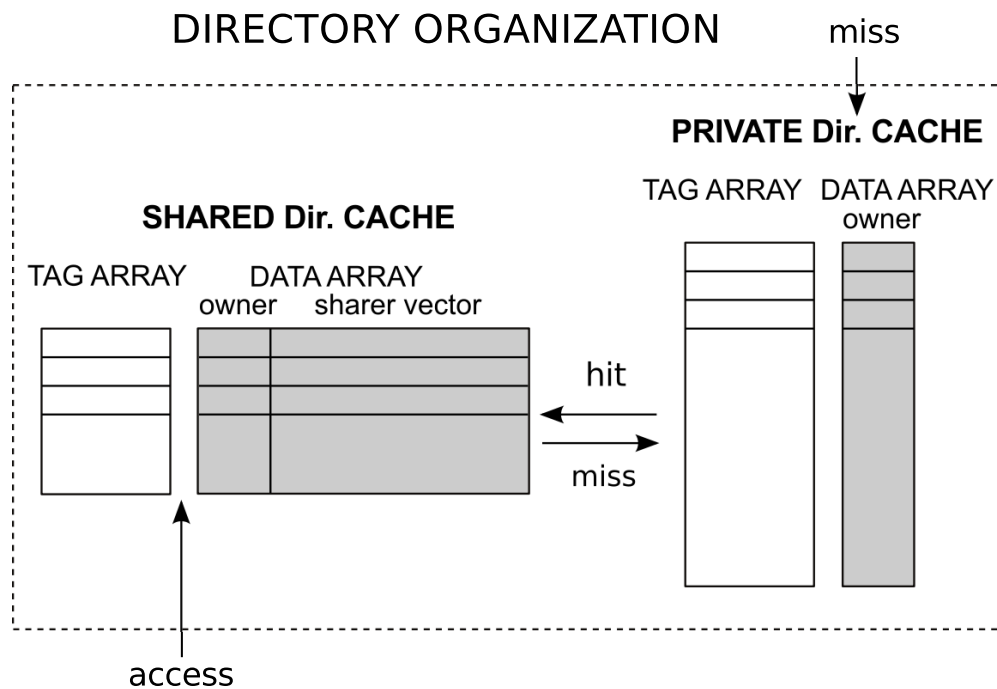 DIRECTORY ORGANIZATION
miss
PRIVATE Dir. CACHE
TAG ARRAY
DATA ARRAY
owner
SHARED Dir. CACHE
TAG ARRAY
DATA ARRAY
owner
sharer vector
hit
miss
access